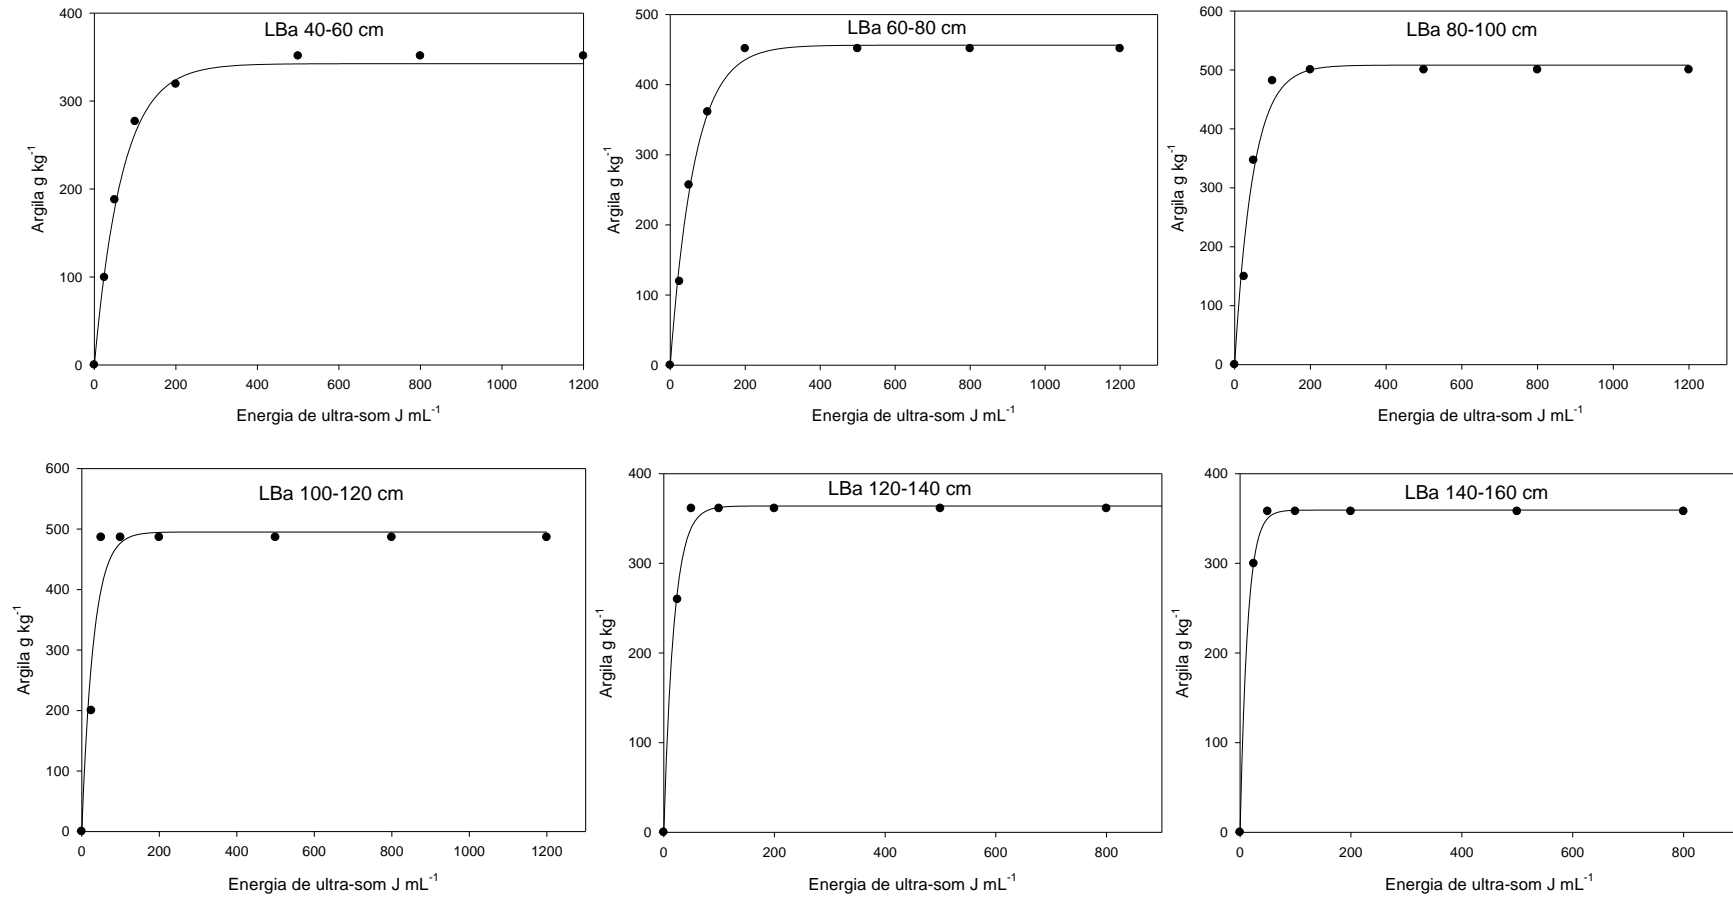 LBa 40-60 cm
400
300
200
100
0
Argila g kg-1
0 200 400 600 800 1000 1200
Energia de ultra-som J mL-1
LBa 60-80 cm
500
400
300
200
100
0
Argila g kg-1
0 200 400 600 800 1000 1200
Energia de ultra-som J mL-1
LBa 80-100 cm
600
500
400
300
200
100
0
Argila g kg-1
0 200 400 600 800 1000 1200
Energia de ultra-som J mL-1
LBa 100-120 cm
600
500
400
300
200
100
0
Argila g kg-1
0 200 400 600 800 1000 1200
Energia de ultra-som J mL-1
LBa 120-140 cm
400
300
200
100
0
Argila g kg-1
0 200 400 600 800
Energia de ultra-som J mL-1
LBa 140-160 cm
400
300
200
100
0
Argila g kg-1
0 200 400 600 800
Energia de ultra-som J mL-1